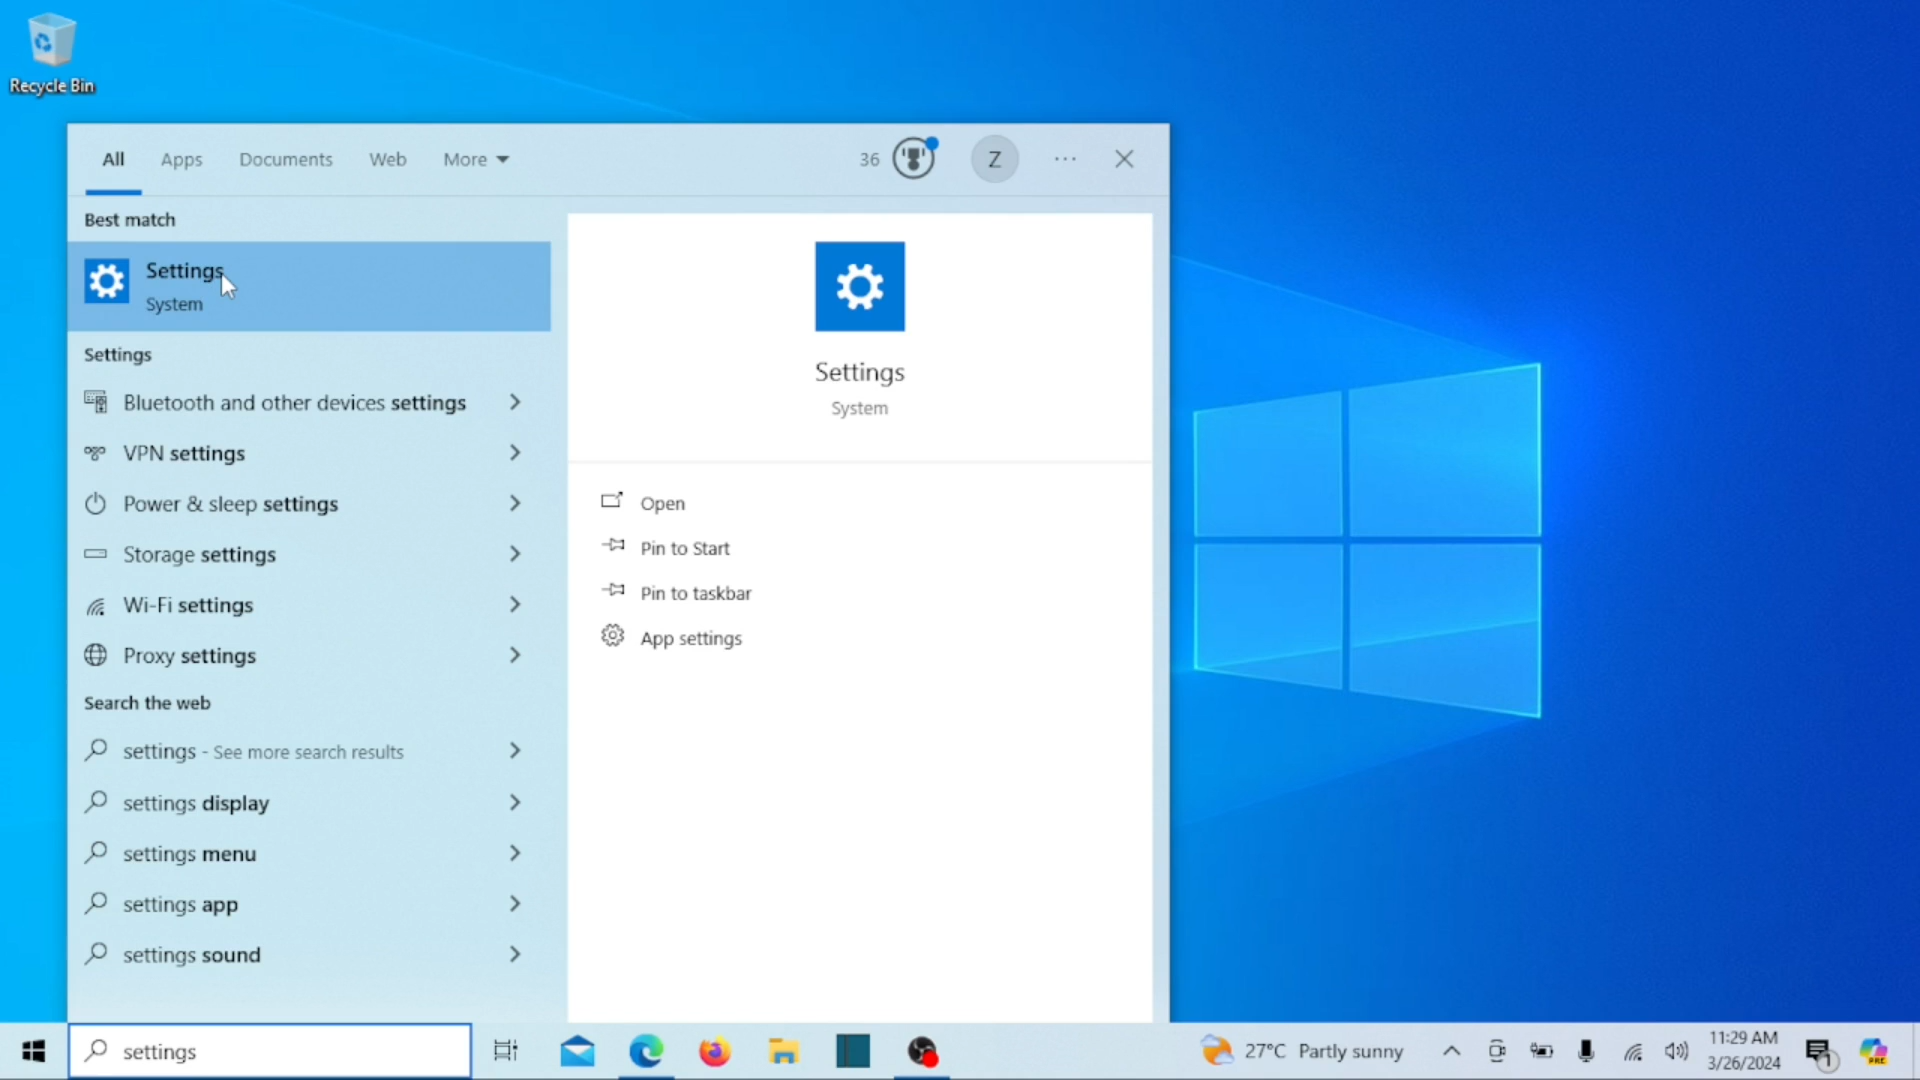 Recycle Bin
All Apps Documents Web More 36 Z
Best match
Settings
System
Settings
Bluetooth and other devices settings
VPN settings
Power & sleep settings
Storage settings
Wi-Fi settings
Proxy settings
Search the web
settings - See more search results
settings display
settings menu
settings app
settings sound
Settings
System
Open
Pin to Start
Pin to taskbar
App settings
settings
27°C Partly sunny
11:29 AM
3/26/2024
1
PRE